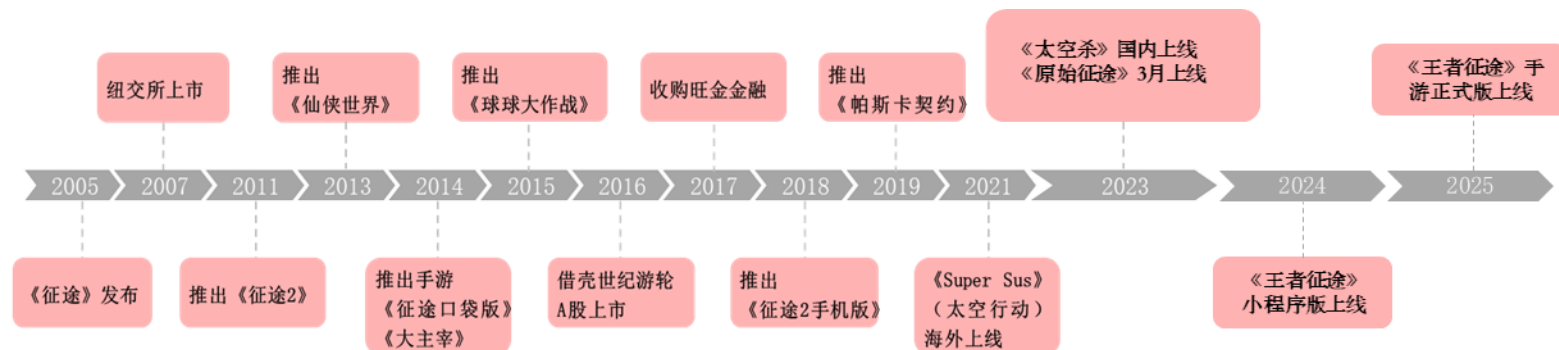 纽交所上市
推出
《仙侠世界》
推出
《球球大作战》
收购旺金金融
推出
《帕斯卡契约》
《太空杀》国内上线
《原始征途》3月上线
《王者征途》手
游正式版上线
2005
2007
2011
2013
2014
2015
2016
2017
2018
2019
2021
2023
2024
2025
《征途》发布
推出《征途2》
推出手游
《征途口袋版》
《大主宰》
借壳世纪游轮
A股上市
推出
《征途2手机版》
《Super Sus》
（太空行动）
海外上线
《王者征途》
小程序版上线